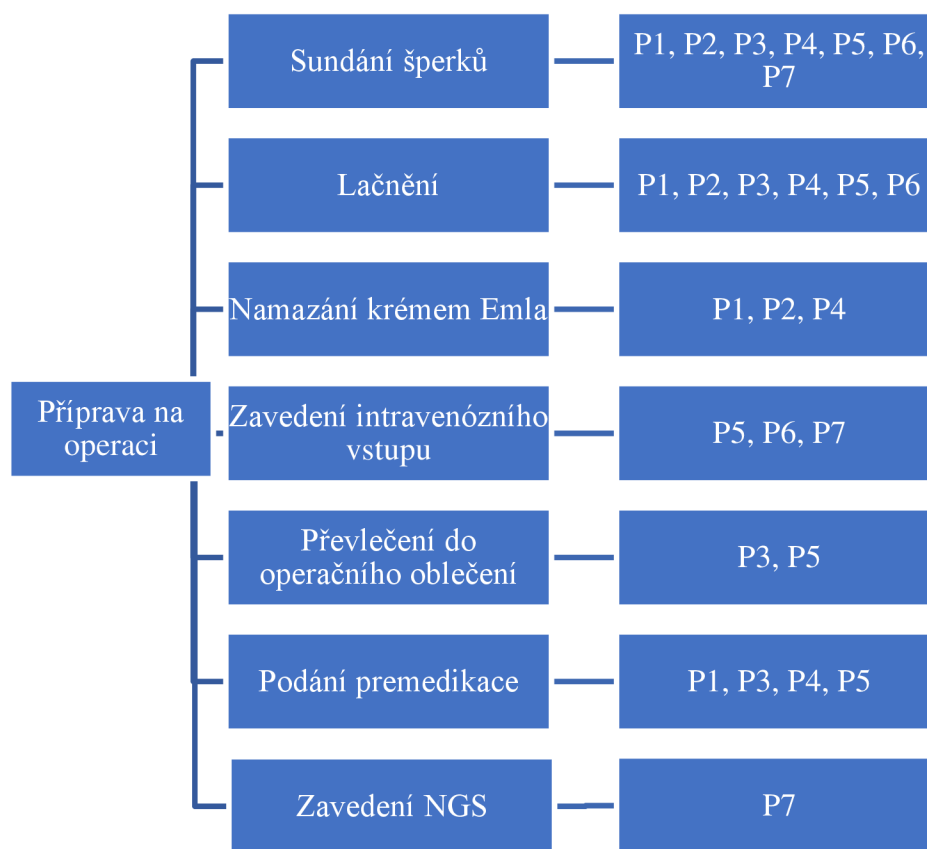 Příprava na
operaci
Sundání šperků
P1, P2, P3, P4, P5, P6,
P7
Lačnění
P1, P2, P3, P4, P5, P6
Namazání krémem Emla
P1, P2, P4
Zavedení intravenózního
vstupu
P5, P6, P7
Převlečení do
operačního oblečení
P3, P5
Podání premedikace
P1, P3, P4, P5
Zavedení NGS
P7